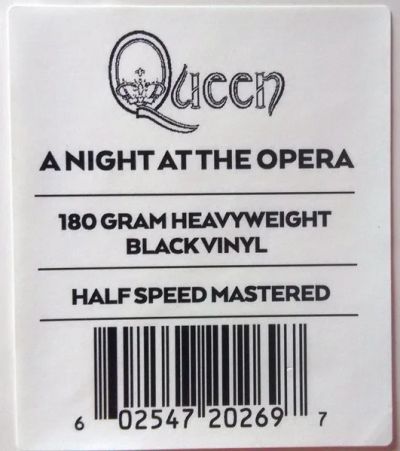 Queen
A NIGHT AT THE OPERA
180 GRAM HEAVYWEIGHT
BLACK VINYL
HALF SPEED MASTERED
6 02547 20269 7